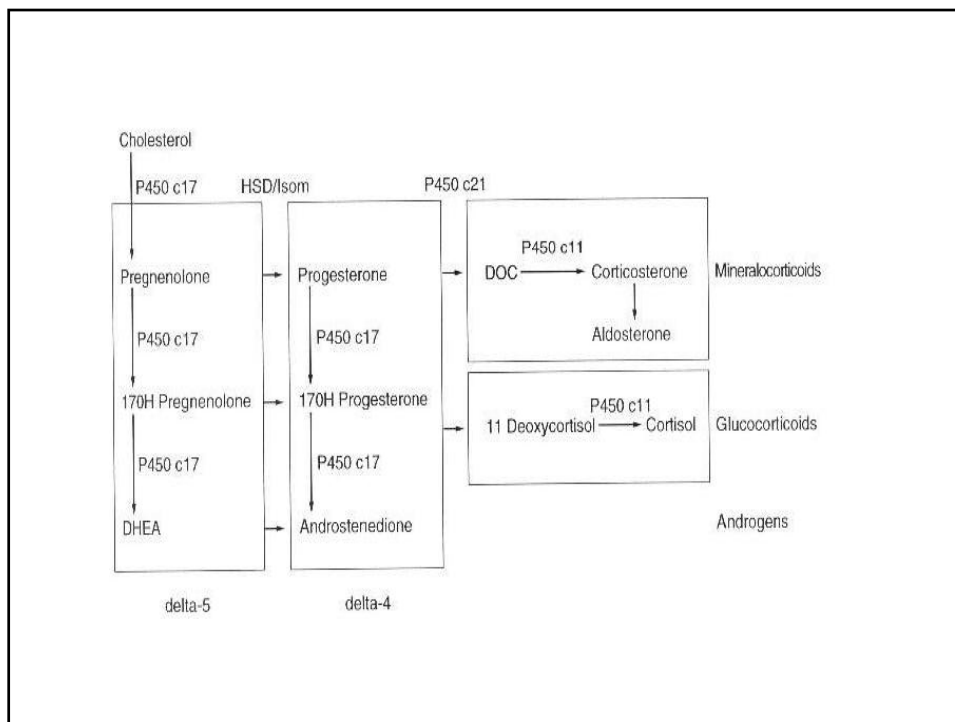 Cholesterol
P450 c17
HSD/Isom
P450 c21
Pregnenolone
Progesterone
DOC
P450 c11
Corticosterone
Mineralocorticoids
Aldosterone
P450 c17
P450 c17
170H Pregnenolone
170H Progesterone
11 Deoxycortisol
P450 c11
Cortisol
Glucocorticoids
P450 c17
P450 c17
DHEA
Androstenedione
Androgens
delta-5
delta-4